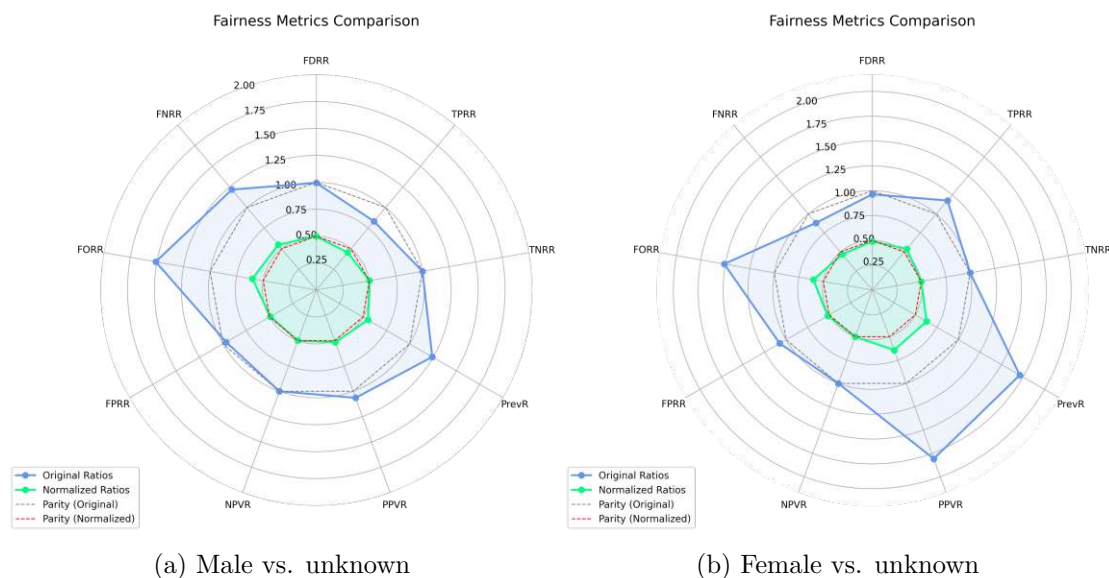 Fairness Metrics Comparison
FDRR
TPRR
TNRR
PrevR
PPVR
NPVR
FPRR
FORR
FNRR
2.00
1.75
1.50
1.25
1.00
0.75
0.50
0.25
Original Ratios
Normalized Ratios
Parity (Original)
Parity (Normalized)
(a) Male vs. unknown
Fairness Metrics Comparison
FDRR
TPRR
TNRR
PrevR
PPVR
NPVR
FPRR
FORR
FNRR
2.00
1.75
1.50
1.25
1.00
0.75
0.50
0.25
Original Ratios
Normalized Ratios
Parity (Original)
Parity (Normalized)
(b) Female vs. unknown